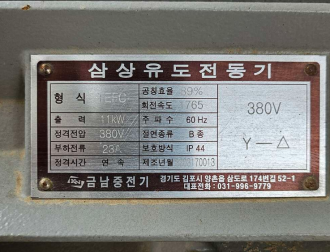 삼상유도전동기
형 식 TEFC 공칭효율 89%
회전속도 1765
출 력 11kW 주 파 수 60 Hz
정격전압 380V 절연종류 B 종
부하전류 23A 보호방식 IP 44
정격시간 연 속 제조년월
380V
Y — △
금남중전기
경기도 김포시 양촌읍 삼도로 174번길 52-1
대표전화 : 031-996-9779